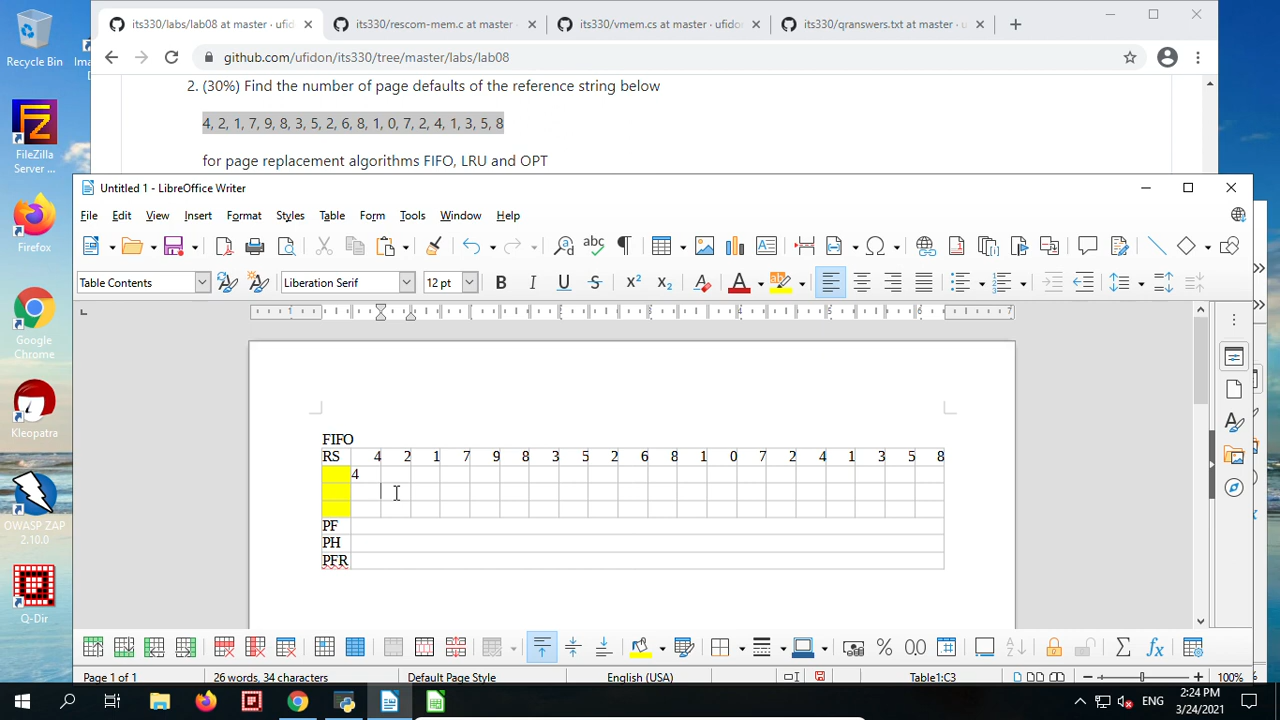 its330/labs/lab08 at master · ufid
its330/rescom-mem.c at master ·
its330/vmem.cs at master · ufido
its330/qranswers.txt at master · u
github.com/ufidon/its330/tree/master/labs/lab08
2. (30%) Find the number of page defaults of the reference string below
4, 2, 1, 7, 9, 8, 3, 5, 2, 6, 8, 1, 0, 7, 2, 4, 1, 3, 5, 8
for page replacement algorithms FIFO, LRU and OPT
Recycle Bin
FileZilla Server ...
Firefox
Google Chrome
Kleopatra
OWASP ZAP 2.10.0
Q-Dir
Untitled 1 - LibreOffice Writer
File Edit View Insert Format Styles Table Form Tools Window Help
Table Contents Liberation Serif 12 pt
FIFO
RS 4 2 1 7 9 8 3 5 2 6 8 1 0 7 2 4 1 3 5 8
4
PF
PH
PFR
Page 1 of 1 26 words, 34 characters Default Page Style English (USA) Table1:C3 100%
ENG
2:24 PM
3/24/2021